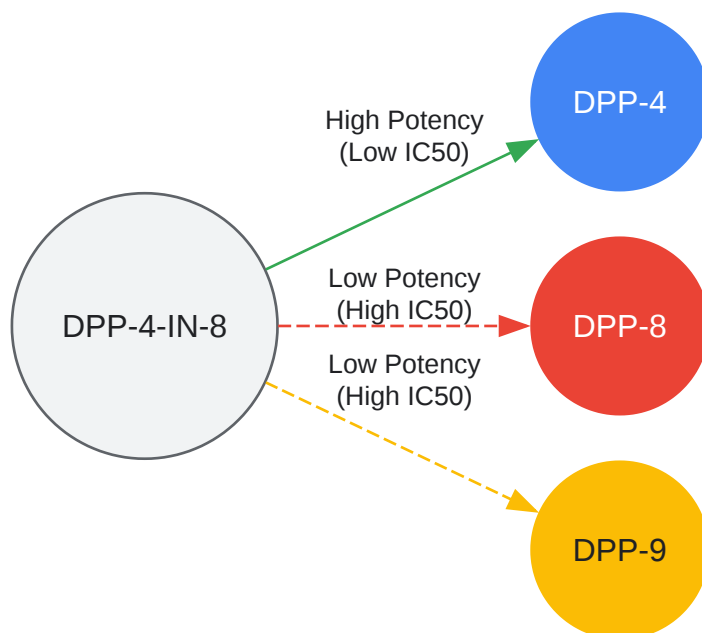 DPP-4
High Potency
(Low IC50)
DPP-4-IN-8
Low Potency
(High IC50)
DPP-8
Low Potency
(High IC50)
DPP-9